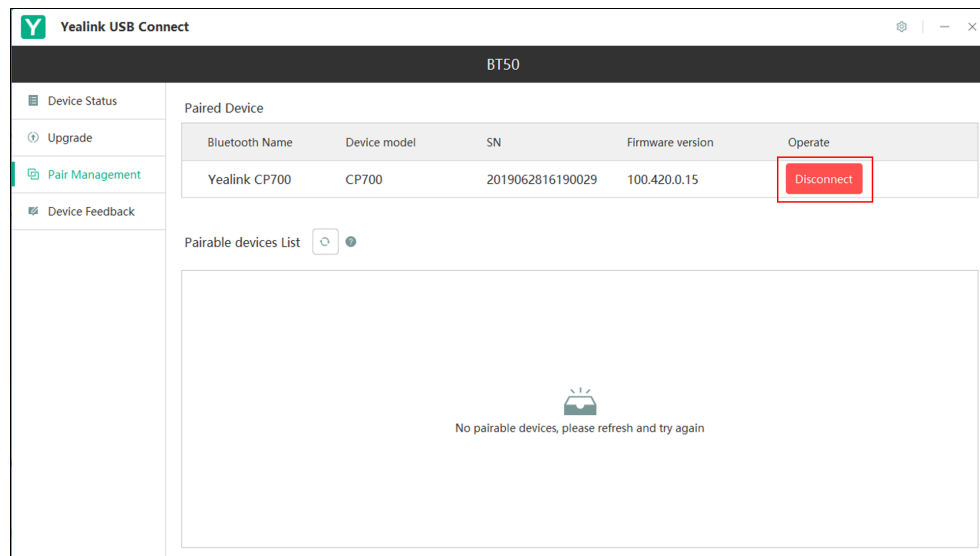 Y Yealink USB Connect
BT50
Device Status
Upgrade
Pair Management
Device Feedback
Paired Device
Bluetooth Name Device model SN Firmware version Operate
Yealink CP700 CP700 2019062816190029 100.420.0.15 Disconnect
Pairable devices List ?
No pairable devices, please refresh and try again